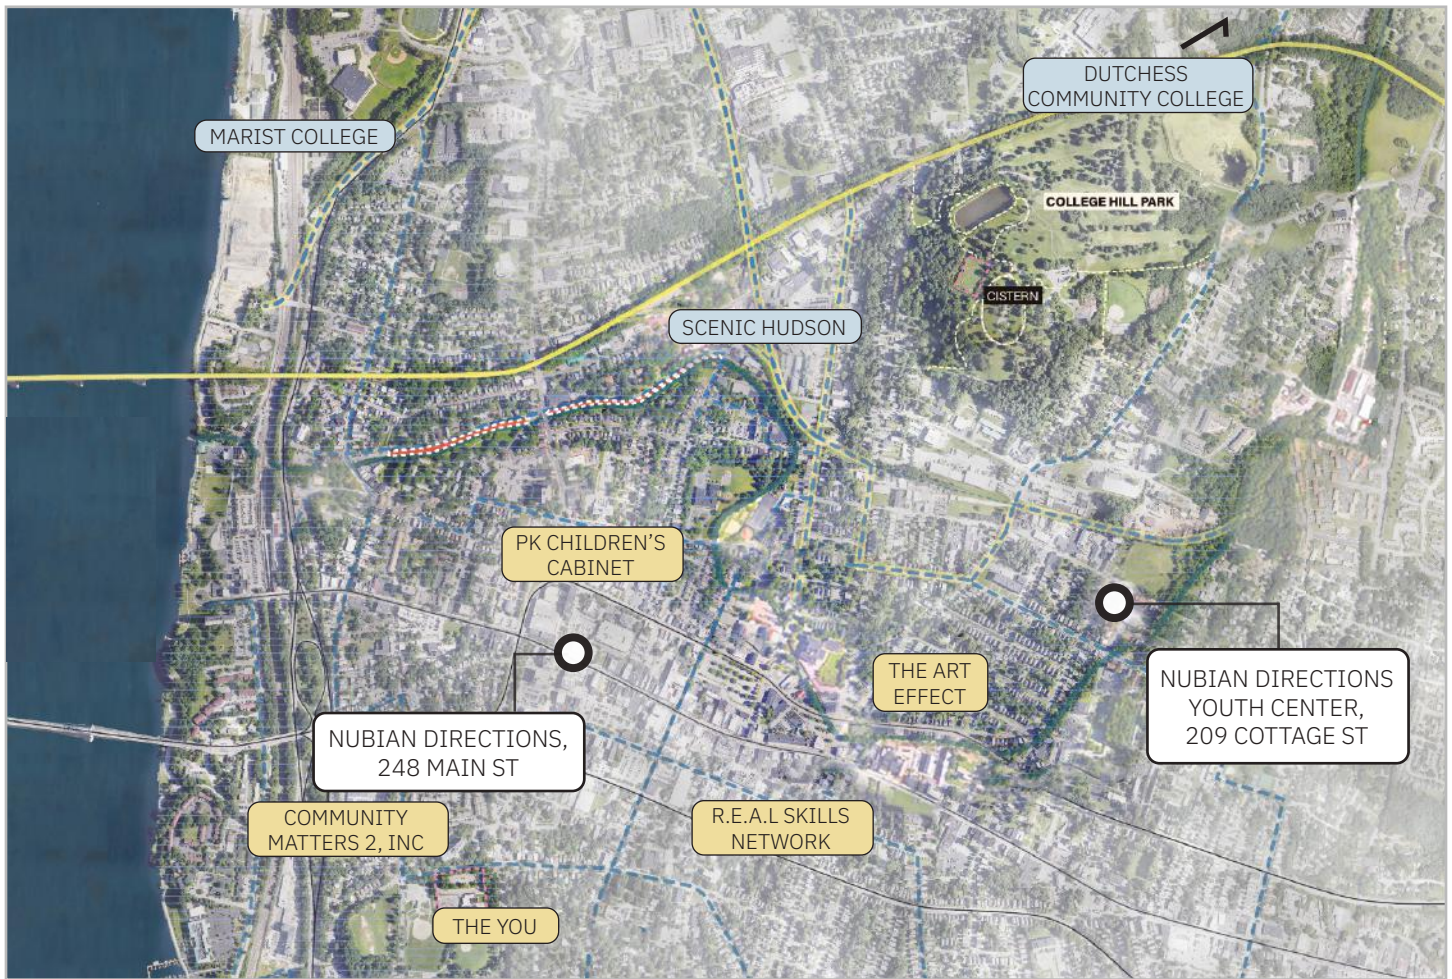 DUTCHESS
COMMUNITY COLLEGE
MARIST COLLEGE
COLLEGE HILL PARK
CISTERN
SCENIC HUDSON
PK CHILDREN'S
CABINET
THE ART
EFFECT
NUBIAN DIRECTIONS
YOUTH CENTER,
209 COTTAGE ST
NUBIAN DIRECTIONS,
248 MAIN ST
COMMUNITY
MATTERS 2, INC
R.E.A.L SKILLS
NETWORK
THE YOU